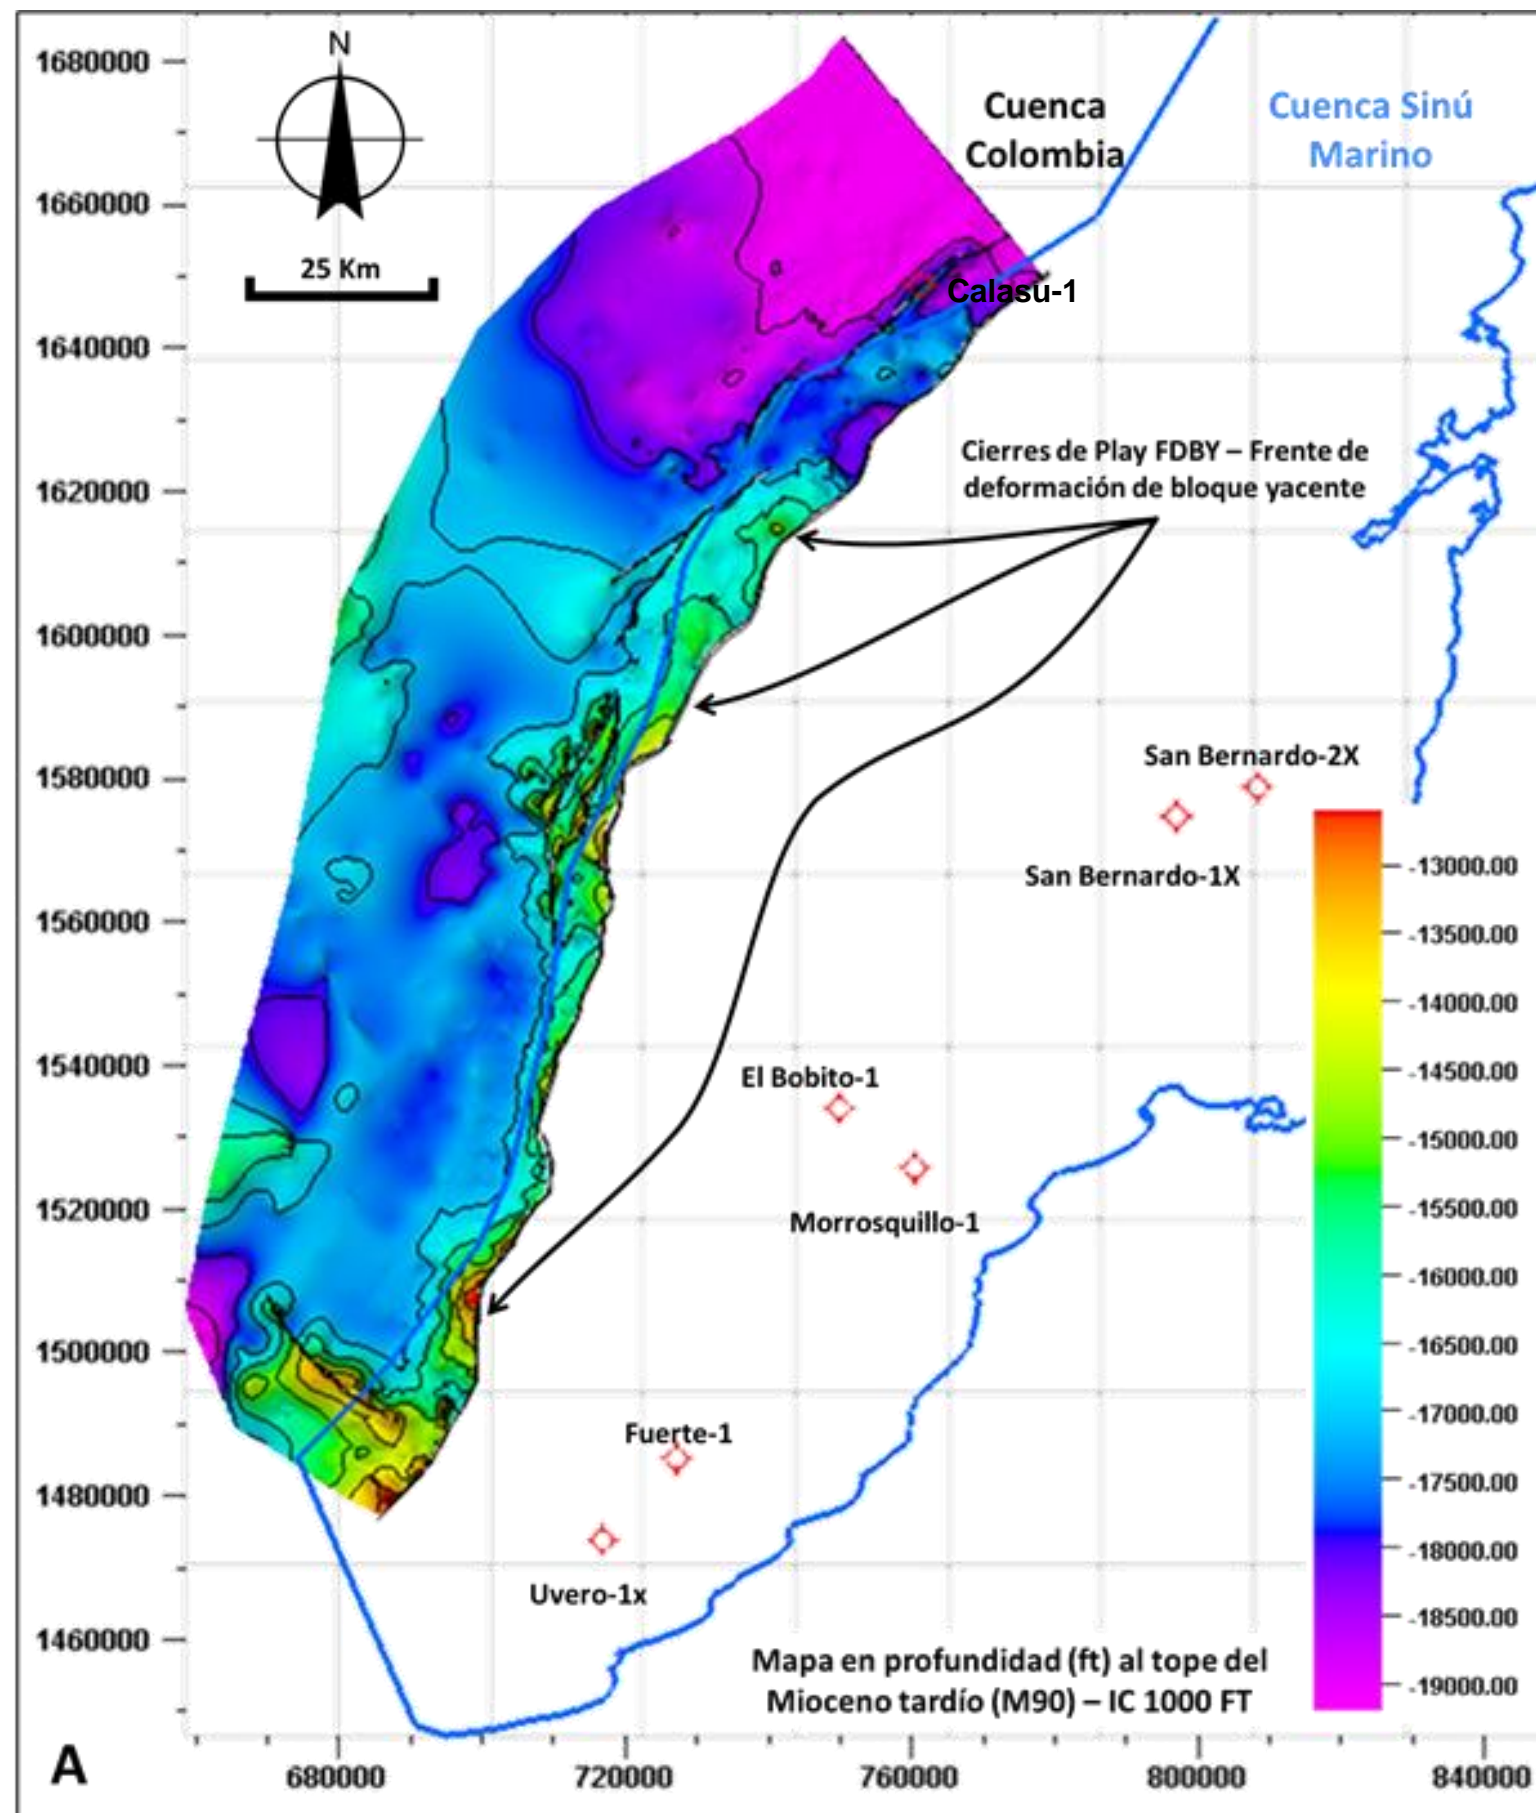 N
25 Km
Cuenca
Colombia
Cuenca Sinú
Marino
Calasu-1
Cierres de Play FDBY – Frente de
deformación de bloque yacente
San Bernardo-2X
San Bernardo-1X
El Bobito-1
Morrosquillo-1
Fuerte-1
Uvero-1x
Mapa en profundidad (ft) al tope del
Mioceno tardío (M90) – IC 1000 FT
A
1680000
1660000
1640000
1620000
1600000
1580000
1560000
1540000
1520000
1500000
1480000
1460000
680000
720000
760000
800000
840000
-13000.00
-13500.00
-14000.00
-14500.00
-15000.00
-15500.00
-16000.00
-16500.00
-17000.00
-17500.00
-18000.00
-18500.00
-19000.00